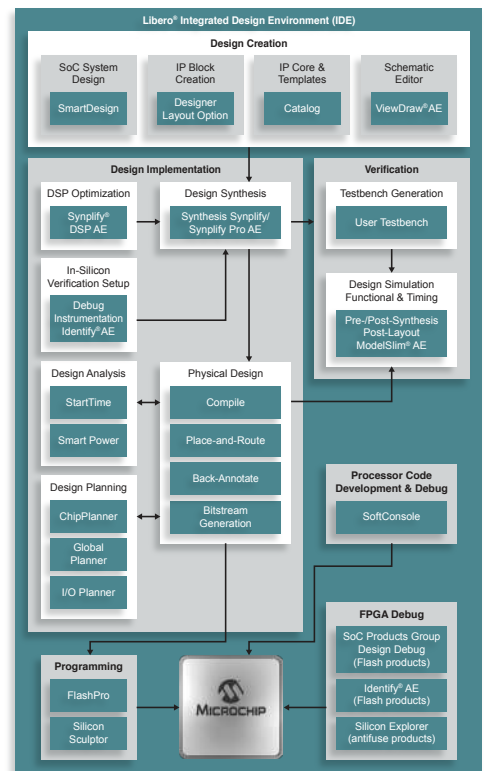 Libero® Integrated Design Environment (IDE)
Design Creation
SoC System
Design
SmartDesign
IP Block
Creation
Designer
Layout Option
IP Core &
Templates
Catalog
Schematic
Editor
ViewDraw® AE
Design Implementation
DSP Optimization
Synplify®
DSP AE
Design Synthesis
Synthesis Synplify/
Synplify Pro AE
In-Silicon
Verification Setup
Debug
Instrumentation
Identify® AE
Design Analysis
StartTime
Smart Power
Physical Design
Compile
Place-and-Route
Back-Annotate
Bitstream
Generation
Design Planning
ChipPlanner
Global
Planner
I/O Planner
Verification
Testbench Generation
User Testbench
Design Simulation
Functional & Timing
Pre-/Post-Synthesis
Post-Layout
ModelSlim® AE
Processor Code
Development & Debug
SoftConsole
Programming
FlashPro
Silicon
Sculptor
MICROCHIP
FPGA Debug
SoC Products Group
Design Debug
(Flash products)
Identify® AE
(Flash products)
Silicon Explorer
(antifuse products)